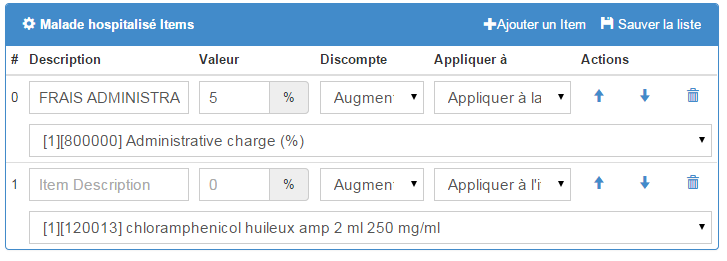 Malade hospitalisé Items Ajouter un Item Sauver la liste
# Description Valeur Discompte Appliquer à Actions
0 FRAIS ADMINISTRA 5 % Augmen Appliquer à la
[1][800000] Administrative charge (%)
1 Item Description 0 % Augmen Appliquer à l'i
[1][120013] chloramphenicol huileux amp 2 ml 250 mg/ml